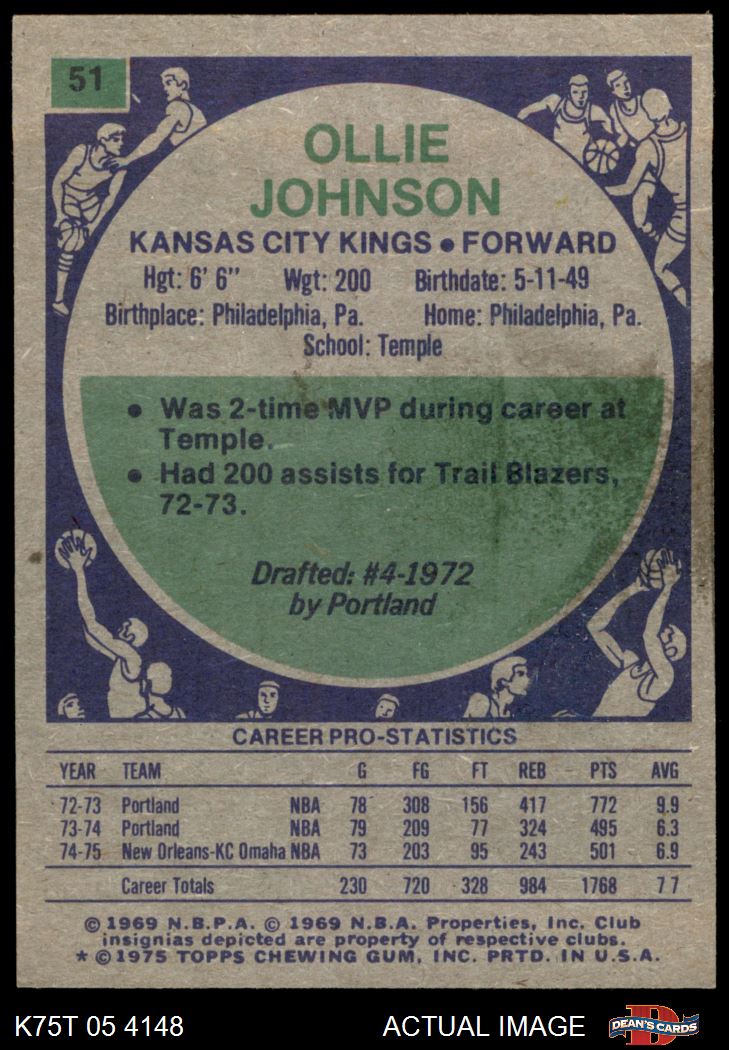 51
OLLIE
JOHNSON
KANSAS CITY KINGS • FORWARD
Hgt: 6' 6" Wgt: 200 Birthdate: 5-11-49
Birthplace: Philadelphia, Pa. Home: Philadelphia, Pa.
School: Temple
• Was 2-time MVP during career at
Temple.
• Had 200 assists for Trail Blazers,
72-73.
Drafted: #4-1972
by Portland
CAREER PRO-STATISTICS
YEAR TEAM G FG FT REB PTS AVG
72-73 Portland NBA 78 308 156 417 772 9.9
73-74 Portland NBA 79 209 77 324 495 6.3
74-75 New Orleans-KC Omaha NBA 73 203 95 243 501 6.9
Career Totals 230 720 328 984 1768 7 7
© 1969 N.B.P.A. © 1969 N.B.A. Properties, Inc. Club
insignias depicted are property of respective clubs.
* © 1975 TOPPS CHEWING GUM, INC. PRTD. IN U.S.A.
K75T 05 4148 ACTUAL IMAGE D DEAN'S CARDS